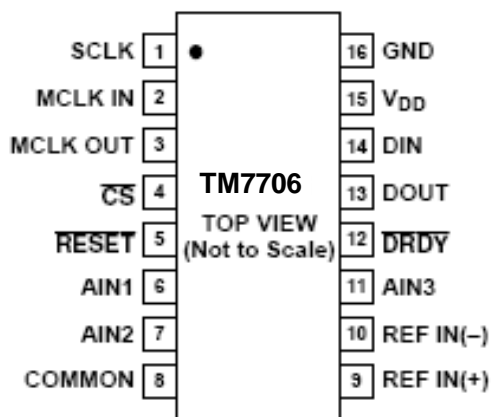 SCLK 1 16 GND
MCLK IN 2 15 VDD
MCLK OUT 3 14 DIN
CS 4 TM7706 13 DOUT
TOP VIEW
RESET 5 (Not to Scale) 12 DRDY
AIN1 6 11 AIN3
AIN2 7 10 REF IN(–)
COMMON 8 9 REF IN(+)